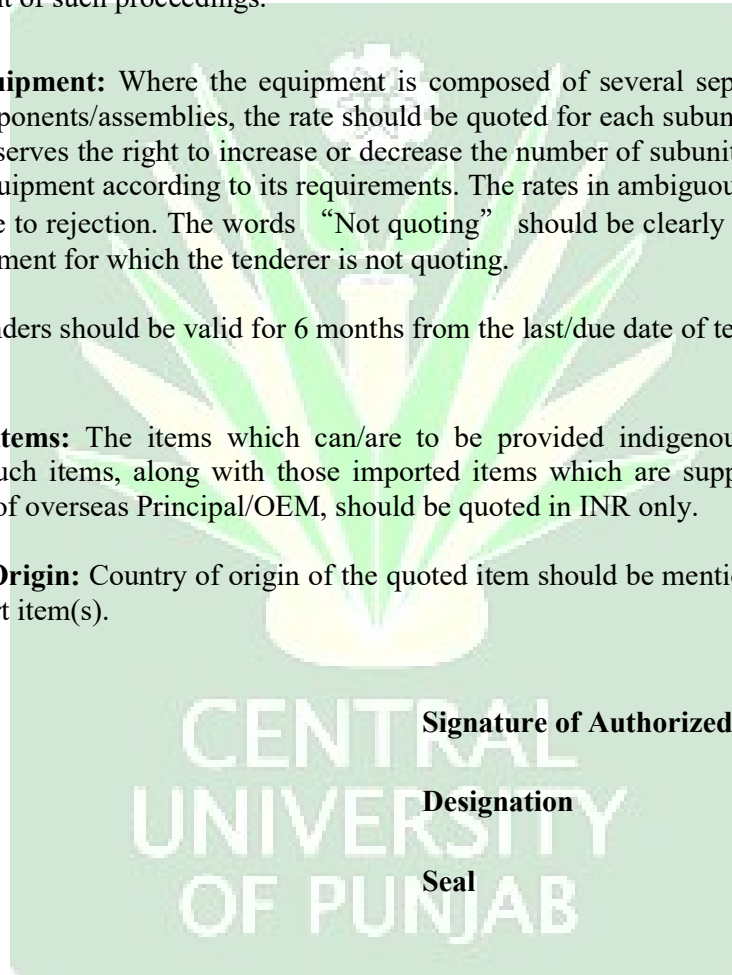 t of such proceedings.
uipment: Where the equipment is composed of several sep
ponents/assemblies, the rate should be quoted for each subun
serves the right to increase or decrease the number of subunit
quipment according to its requirements. The rates in ambiguou
e to rejection. The words “Not quoting” should be clearly
ment for which the tenderer is not quoting.
nders should be valid for 6 months from the last/due date of te
Items: The items which can/are to be provided indigenou
uch items, along with those imported items which are supp
of overseas Principal/OEM, should be quoted in INR only.
Origin: Country of origin of the quoted item should be mentio
rt item(s).
Signature of Authorized
Designation
Seal
CENTRAL
UNIVERSITY
OF PUNJAB